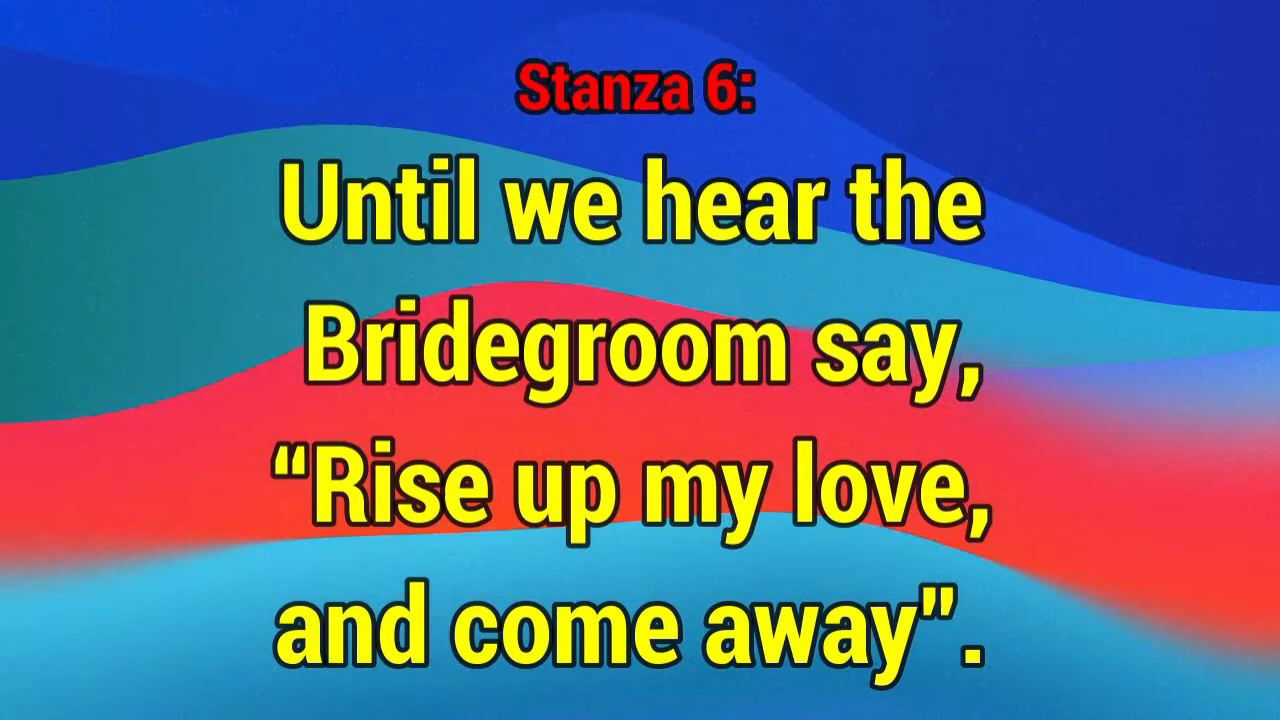 Stanza 6:
Until we hear the
Bridegroom say,
“Rise up my love,
and come away”.